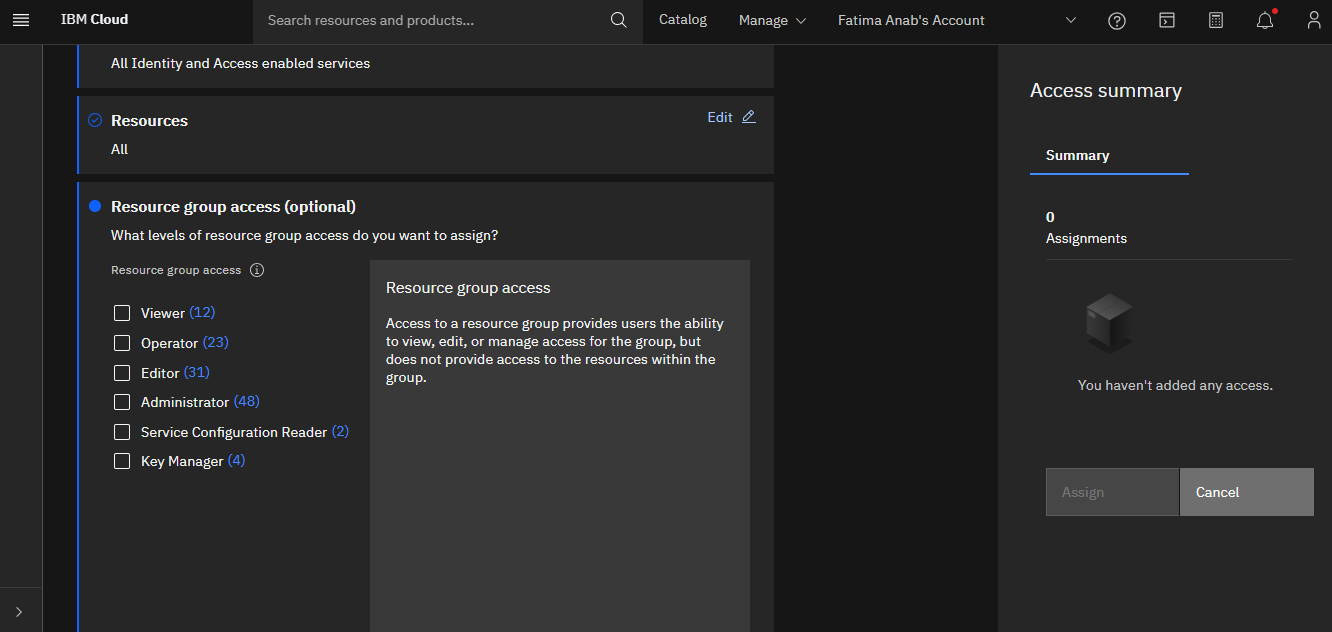 IBM Cloud
Search resources and products...
Catalog
Manage
Fatima Anab's Account
All Identity and Access enabled services
Resources
Edit
All
Resource group access (optional)
What levels of resource group access do you want to assign?
Resource group access
Viewer (12)
Operator (23)
Editor (31)
Administrator (48)
Service Configuration Reader (2)
Key Manager (4)
Resource group access
Access to a resource group provides users the ability
to view, edit, or manage access for the group, but
does not provide access to the resources within the
group.
Access summary
Summary
0
Assignments
You haven't added any access.
Assign
Cancel